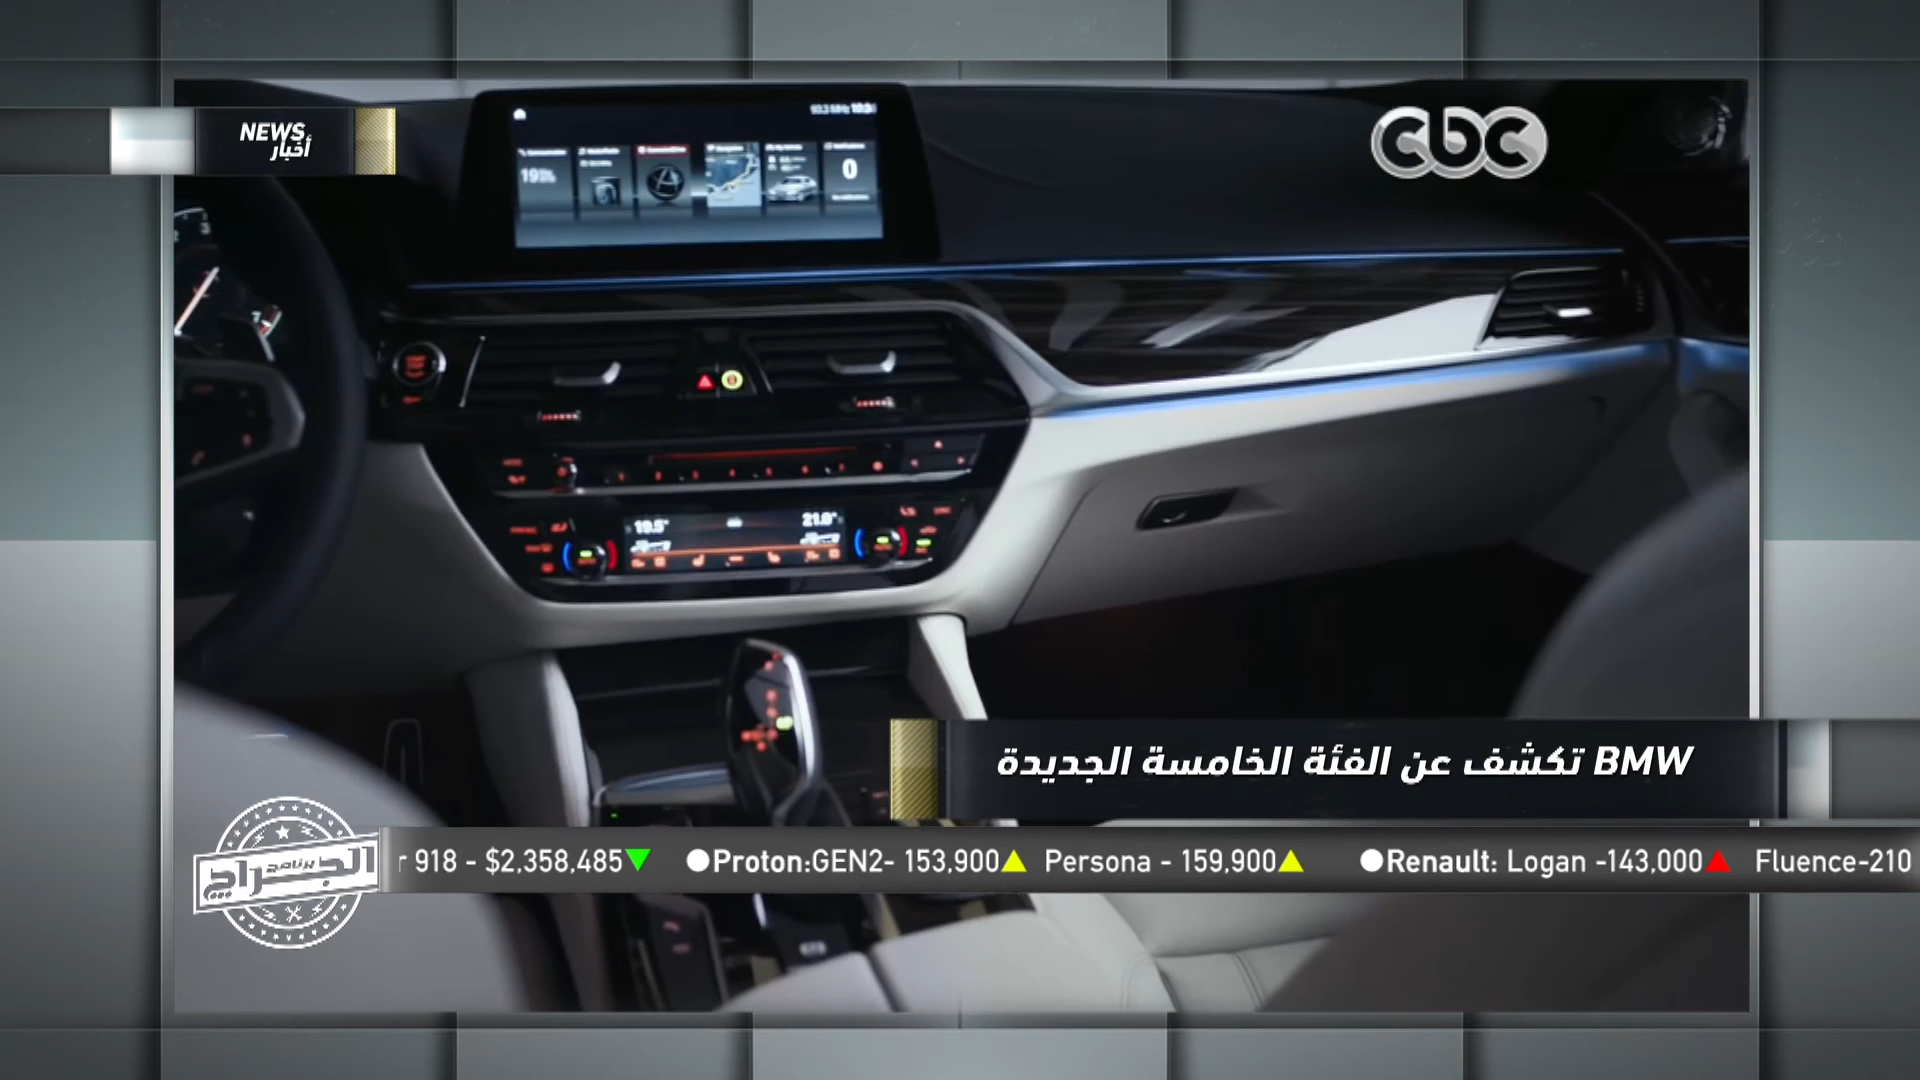 NEWS
أخبار
cbc
0
19.5°
21.0°
BMW تكشف عن الفئة الخامسة الجديدة
برنامج
الجراج
r 918 - $2,358,485 Proton:GEN2- 153,900 Persona - 159,900 Renault: Logan -143,000 Fluence-210